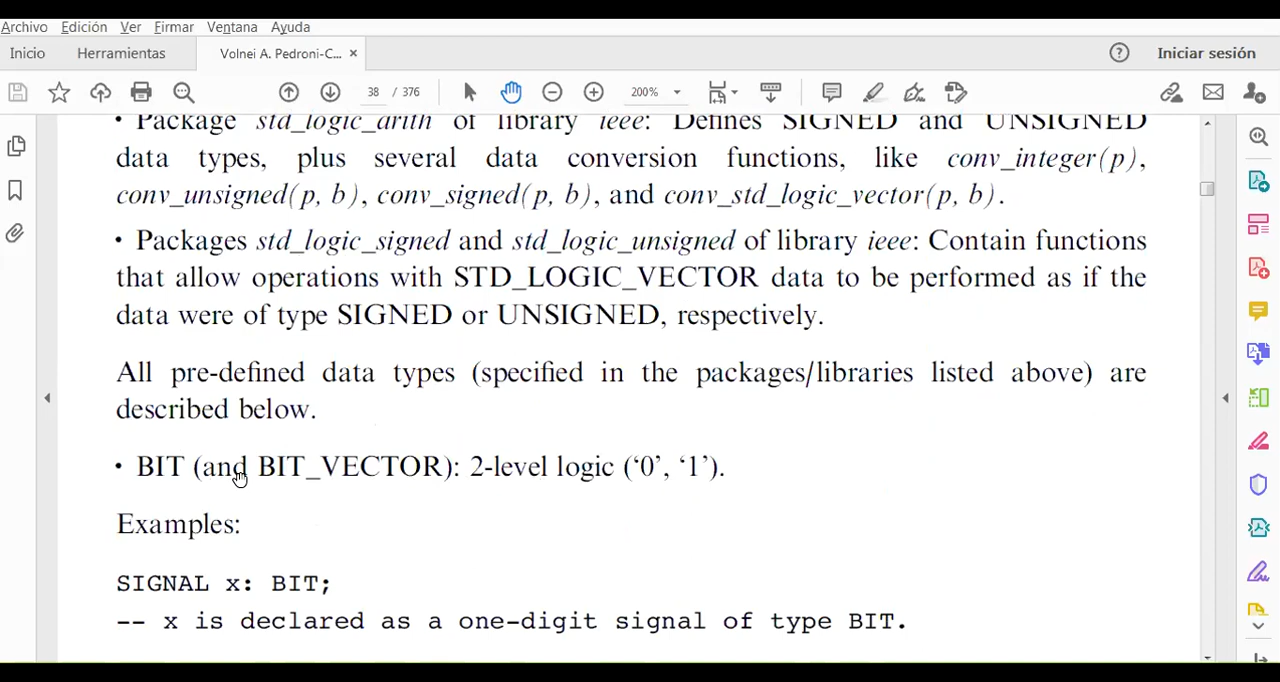 Archivo Edición Ver Firmar Ventana Ayuda
Inicio Herramientas Volnei A. Pedroni-C... × Iniciar sesión
38 / 376 200%
• Package std_logic_arith of library ieee: Defines SIGNED and UNSIGNED
data types, plus several data conversion functions, like conv_integer(p),
conv_unsigned(p, b), conv_signed(p, b), and conv_std_logic_vector(p, b).
• Packages std_logic_signed and std_logic_unsigned of library ieee: Contain functions
that allow operations with STD_LOGIC_VECTOR data to be performed as if the
data were of type SIGNED or UNSIGNED, respectively.
All pre-defined data types (specified in the packages/libraries listed above) are
described below.
• BIT (and BIT_VECTOR): 2-level logic (‘0’, ‘1’).
Examples:
SIGNAL x: BIT;
-- x is declared as a one-digit signal of type BIT.